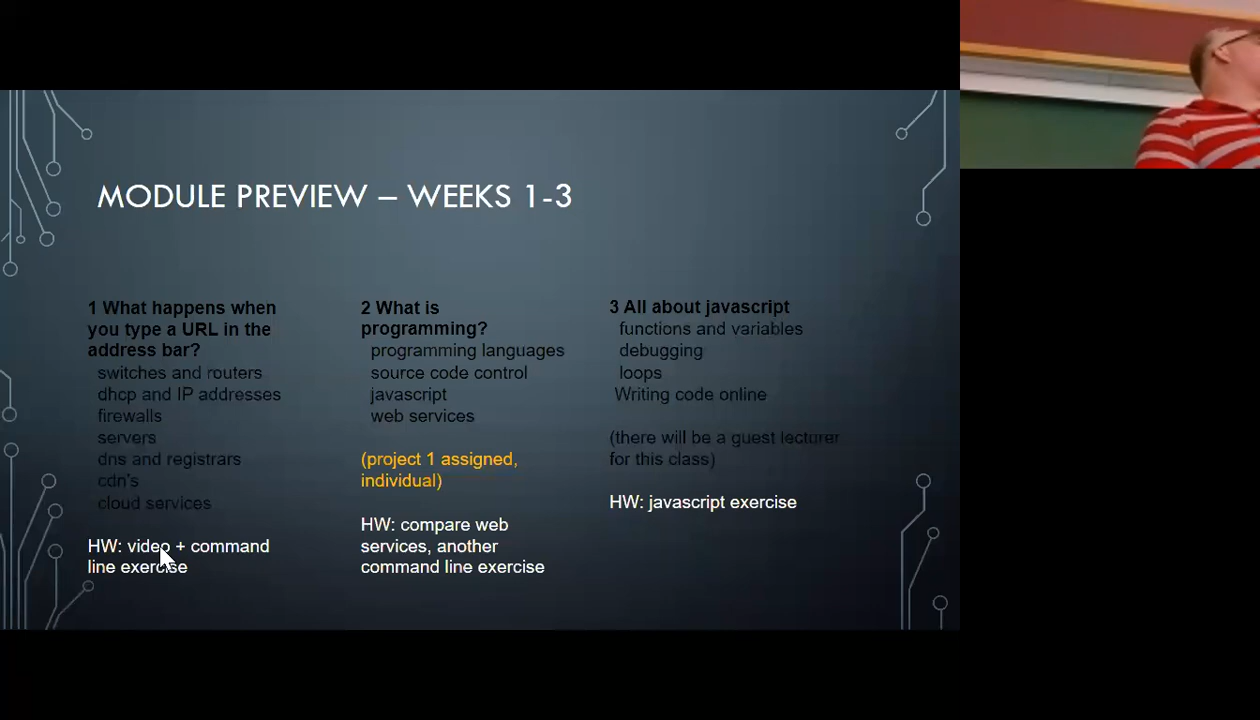 MODULE PREVIEW – WEEKS 1-3
1 What happens when
you type a URL in the
address bar?
switches and routers
dhcp and IP addresses
firewalls
servers
dns and registrars
cdn's
cloud services
HW: video + command
line exercise
2 What is
programming?
programming languages
source code control
javascript
web services
(project 1 assigned,
individual)
HW: compare web
services, another
command line exercise
3 All about javascript
functions and variables
debugging
loops
Writing code online
(there will be a guest lecturer
for this class)
HW: javascript exercise